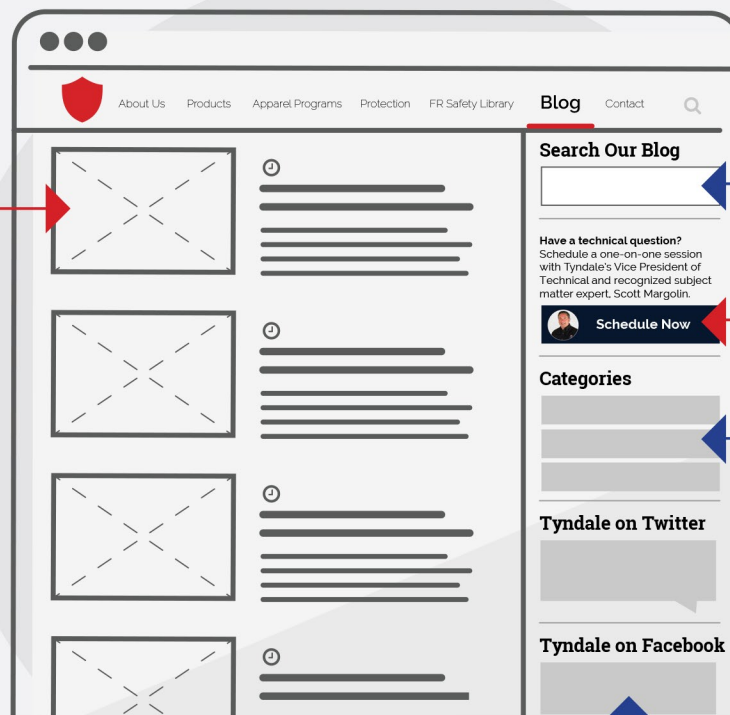 About Us Products Apparel Programs Protection FR Safety Library Blog Contact
Search Our Blog
Have a technical question?
Schedule a one-on-one session
with Tyndale's Vice President of
Technical and recognized subject
matter expert, Scott Margolin.
Schedule Now
Categories
Tyndale on Twitter
Tyndale on Facebook